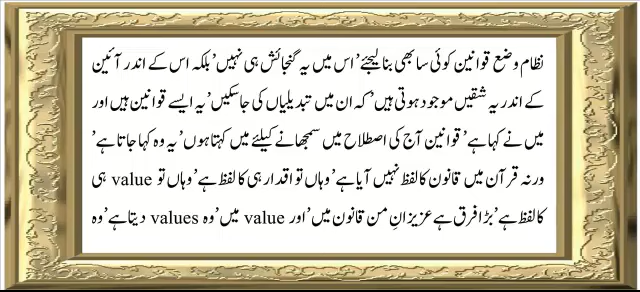 نظام وضع قوانین کوئی سا بھی بنا لیجئے' اس میں یہ گنجائش ہی نہیں' بلکہ اس کے اندر آئین
کے اندر یہ شقیں موجود ہوتی ہیں' کہ ان میں تبدیلیاں کی جاسکیں' یہ ایسے قوانین ہیں اور
میں نے کہا ہے' قوانین آج کی اصطلاح میں سمجھانے کیلئے میں کہتا ہوں' یہ وہ کہا جاتا ہے'
ورنہ قرآن میں قانون کا لفظ نہیں آیا ہے' وہاں تو اقدار ہی کا لفظ ہے' وہاں تو value ہی
کا لفظ ہے' بڑا فرق ہے عزیزانِ من قانون میں' اور value میں' وہ values دیتا ہے' وہ